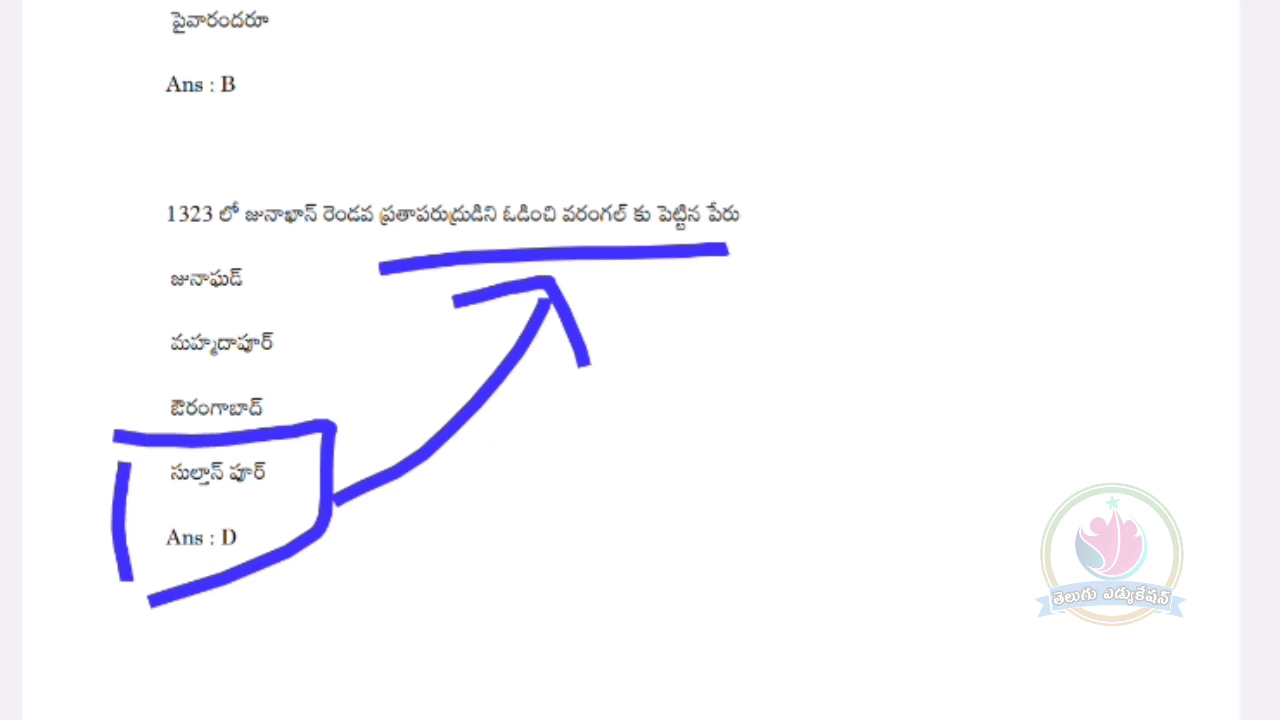 పైవారందరూ
Ans : B
1323 లో జునాఖాన్ రెండవ ప్రతాపరుద్రుడిని ఓడించి వరంగల్ కు పెట్టిన పేరు
జునాఘడ్
మహ్మదాపూర్
ఔరంగాబాద్
సుల్తాన్ పూర్
Ans : D
తెలుగు ఎడ్యుకేషన్